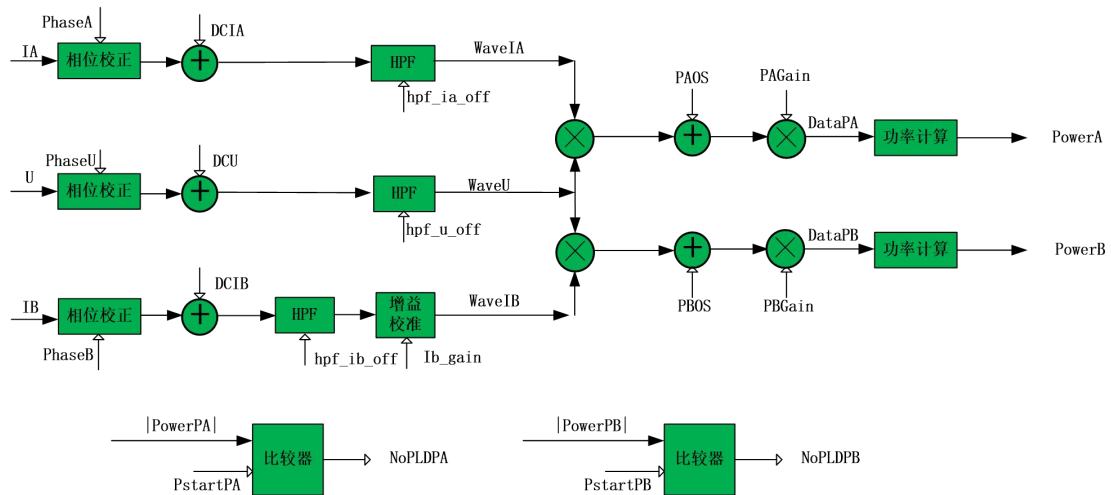 PhaseA
DCIA
IA
相位校正
HPF
WaveIA
hpf_ia_off
PAOS
PAGain
DataPA
功率计算
PowerA
PhaseU
DCU
U
相位校正
HPF
WaveU
hpf_u_off
DataPB
功率计算
PowerB
PBOS
PBGain
DCIB
IB
相位校正
HPF
增益
校准
WaveIB
PhaseB
hpf_ib_off
Ib_gain
|PowerPA|
比较器
NoPLDPA
PstartPA
|PowerPB|
比较器
NoPLDPB
PstartPB